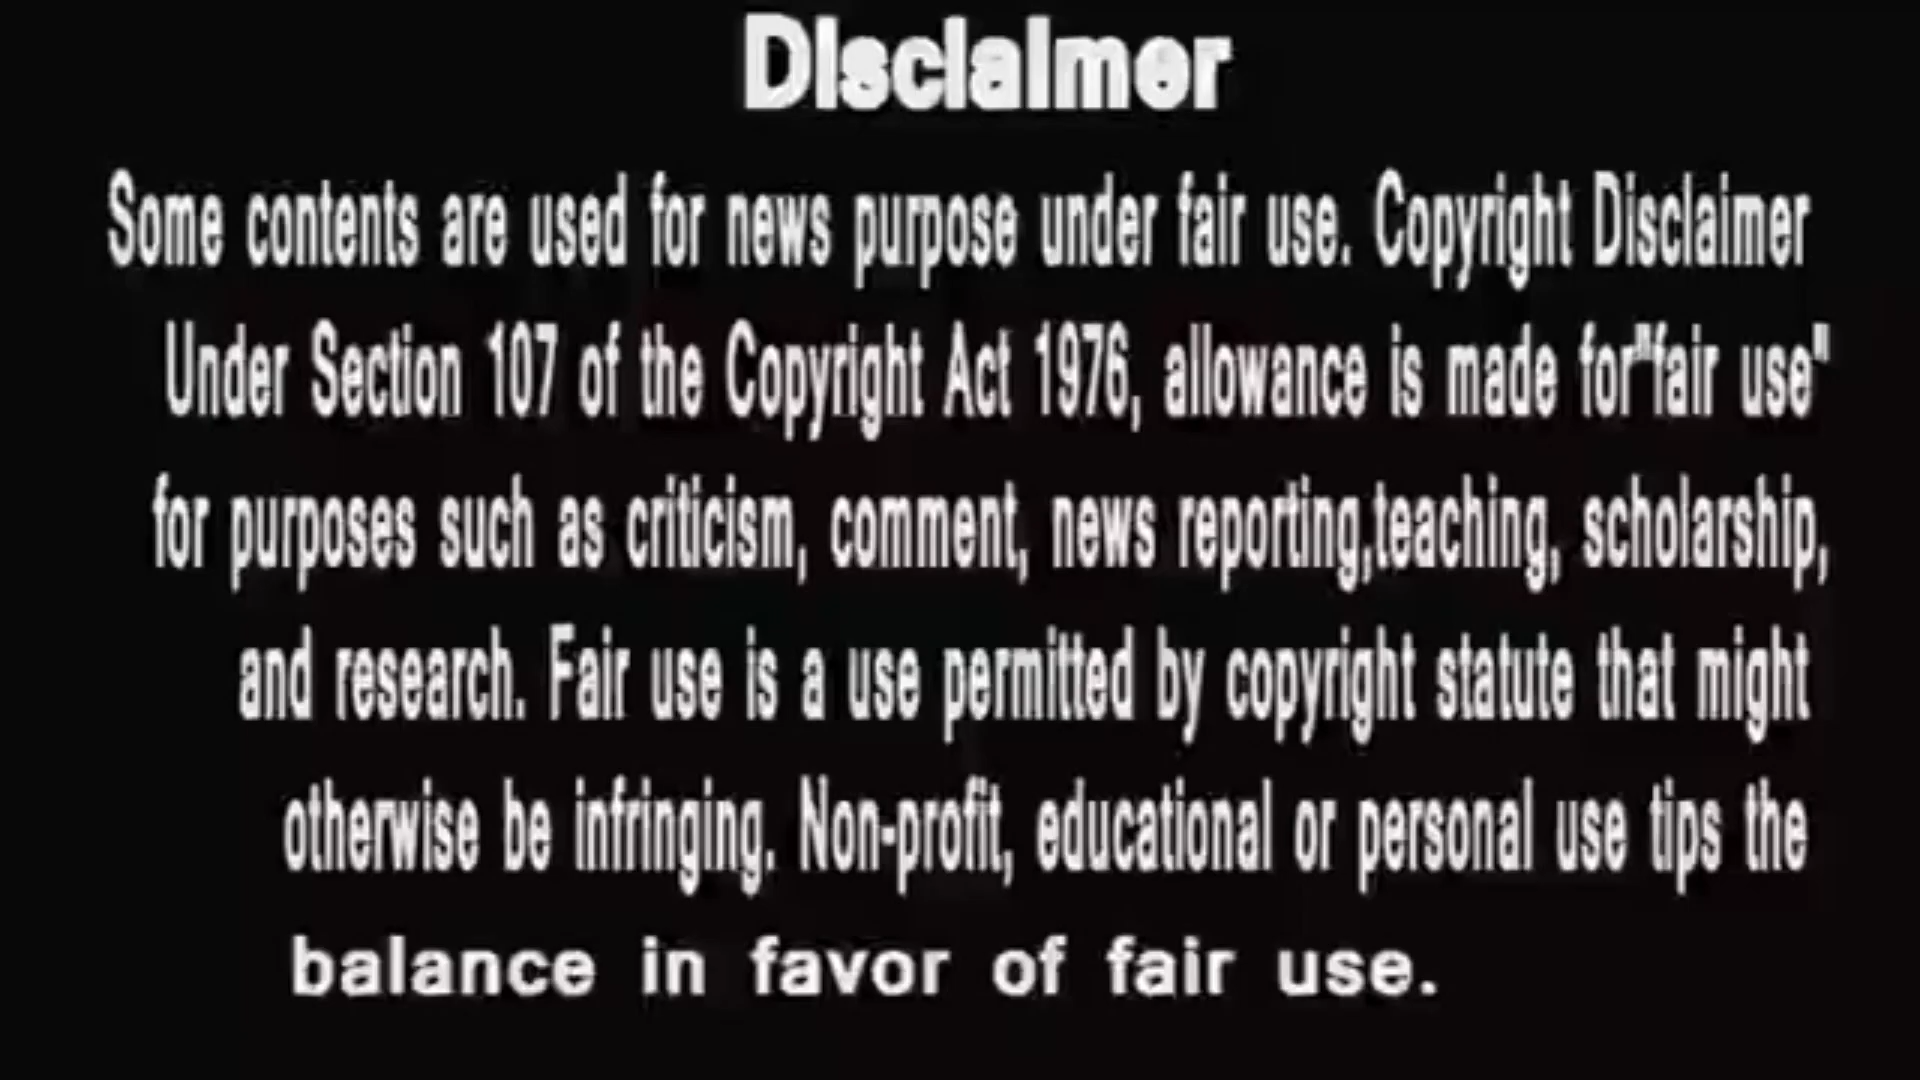 Disclaimer
Some contents are used for news purpose under fair use. Copyright Disclaimer
Under Section 107 of the Copyright Act 1976, allowance is made for"fair use"
for purposes such as criticism, comment, news reporting,teaching, scholarship,
and research. Fair use is a use permitted by copyright statute that might
otherwise be infringing. Non-profit, educational or personal use tips the
balance in favor of fair use.